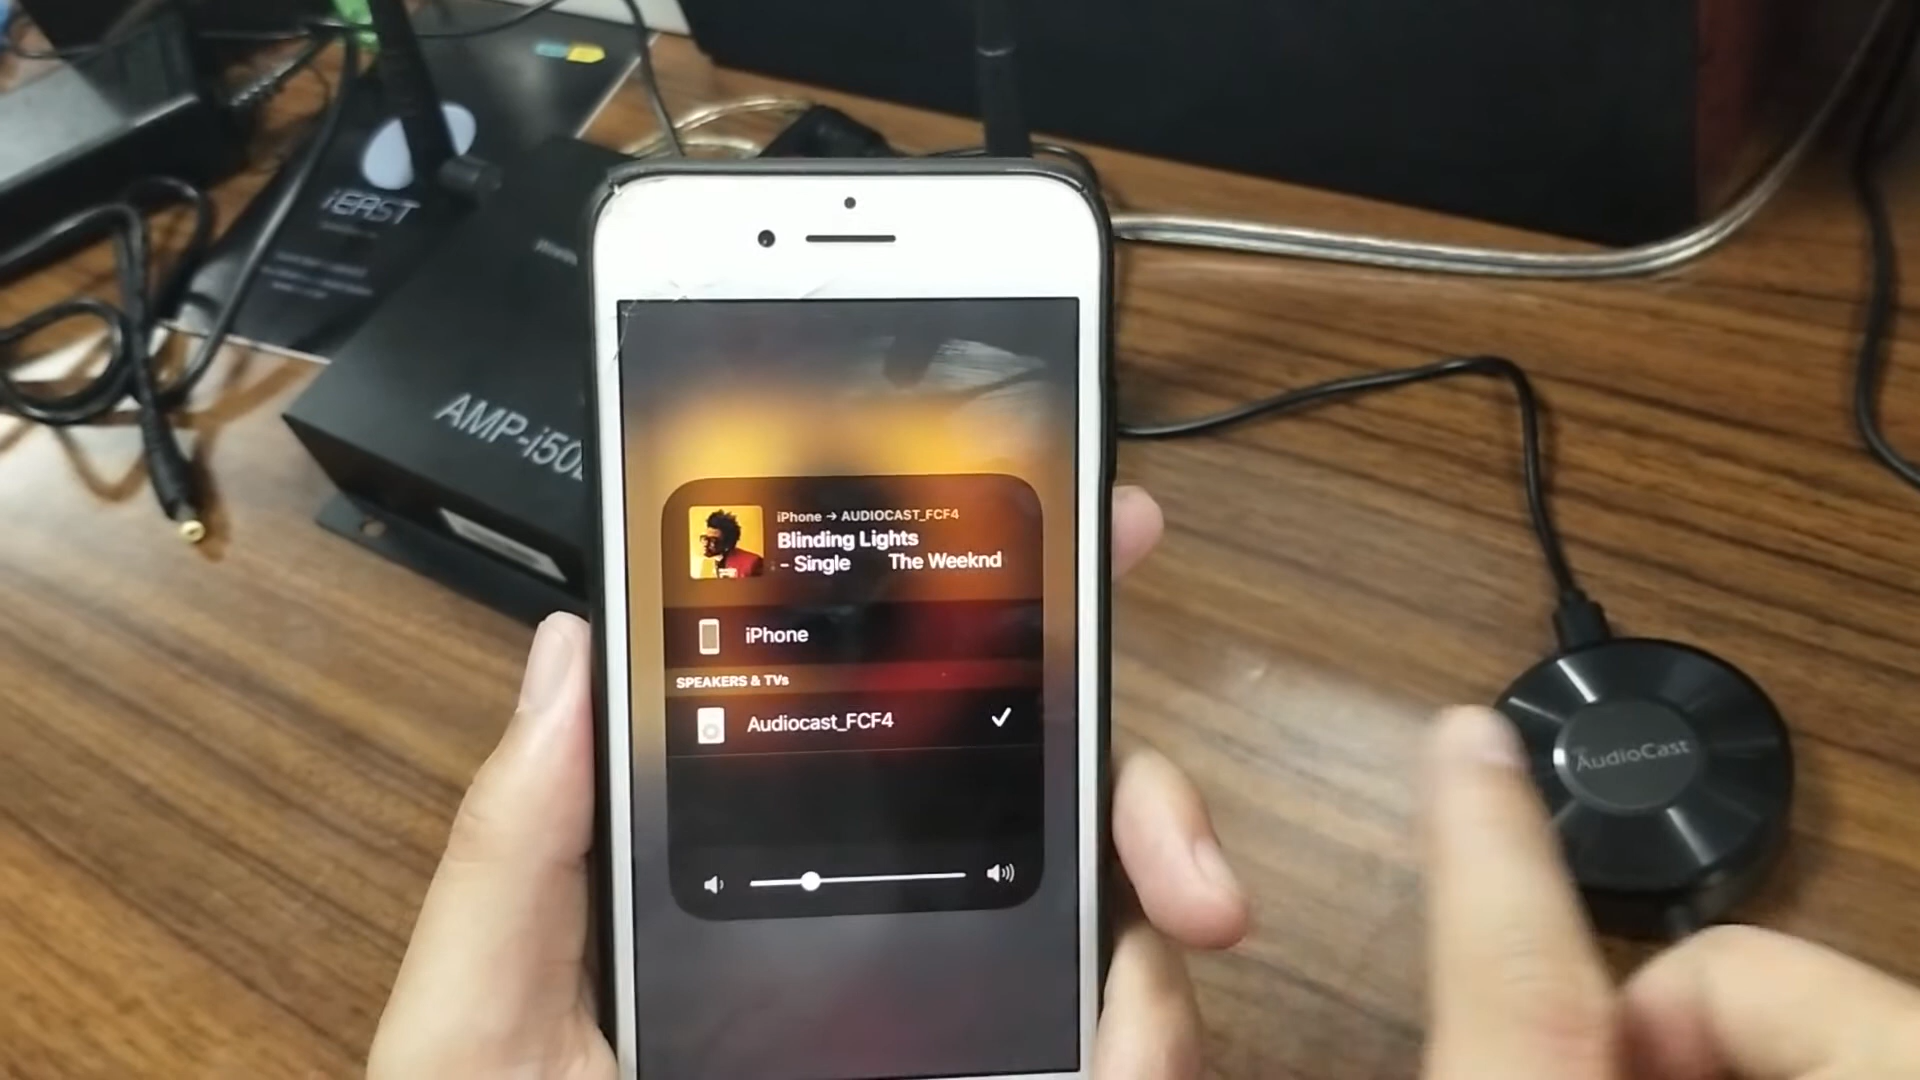 iEAST
AMP-i50
iPhone → AUDIOCAST_FCF4
Blinding Lights
- Single The Weeknd
iPhone
SPEAKERS & TVs
Audiocast_FCF4
AudioCast